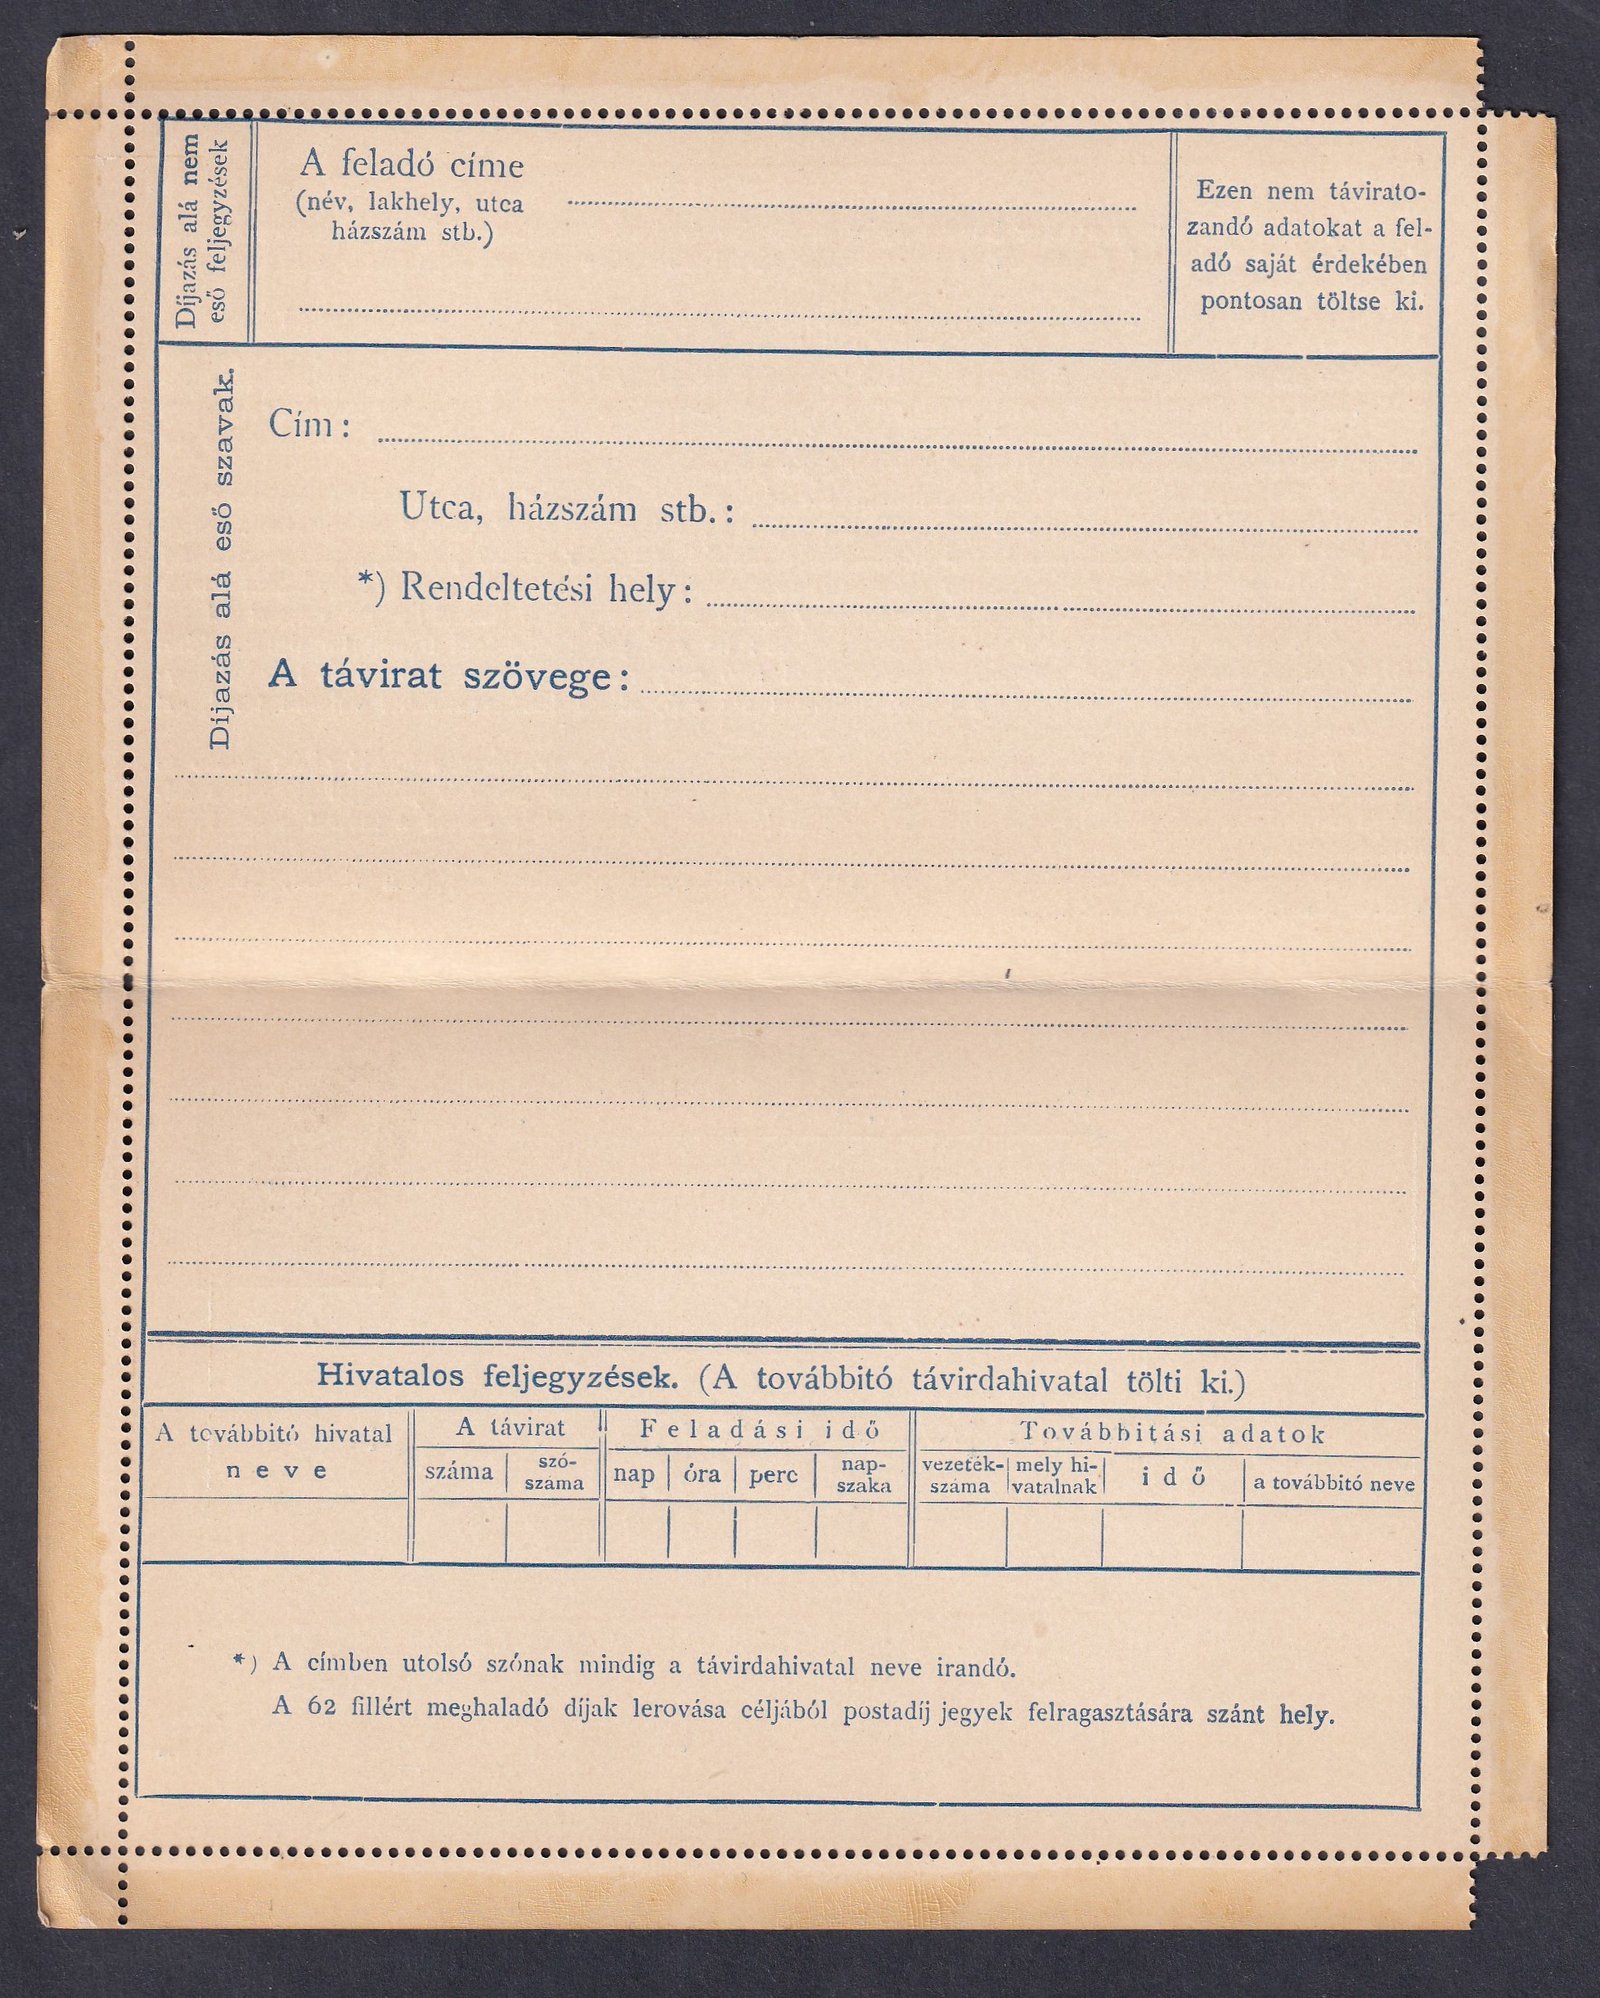 Díjazás alá nem
eső feljegyzések
A feladó címe
(név, lakhely, utca
házszám stb.)
Ezen nem távirato-
zandó adatokat a fel-
adó saját érdekében
pontosan töltse ki.
Díjazás alá eső szavak.
Cím:
Utca, házszám stb.:
*) Rendeltetési hely:
A távirat szövege:
Hivatalos feljegyzések. (A továbbitó távirdahivatal tölti ki.)
A továbbitó hivatal
neve
A távirat
száma
szó-
száma
Feladási idő
nap
óra
perc
nap-
szaka
Továbbitási adatok
vezeték-
száma
mely hi-
vatalnak
idő
a továbbitó neve
*) A címben utolsó szónak mindig a távirdahivatal neve irandó.
A 62 fillért meghaladó díjak lerovása céljából postadíj jegyek felragasztására szánt hely.